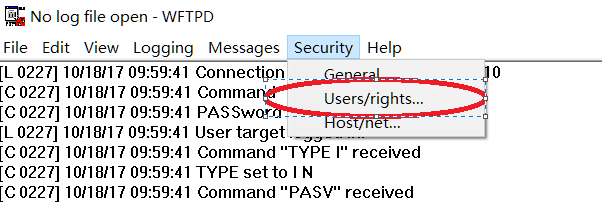 No log file open - WFTPD
File Edit View Logging Messages Security Help
General
Users/rights...
Host/net...
[L 0227] 10/18/17 09:59:41 Connection 10
[C 0227] 10/18/17 09:59:41 Command
[C 0227] 10/18/17 09:59:41 PASSword
[L 0227] 10/18/17 09:59:41 User target
[C 0227] 10/18/17 09:59:41 Command "TYPE I" received
[C 0227] 10/18/17 09:59:41 TYPE set to I N
[C 0227] 10/18/17 09:59:41 Command "PASV" received